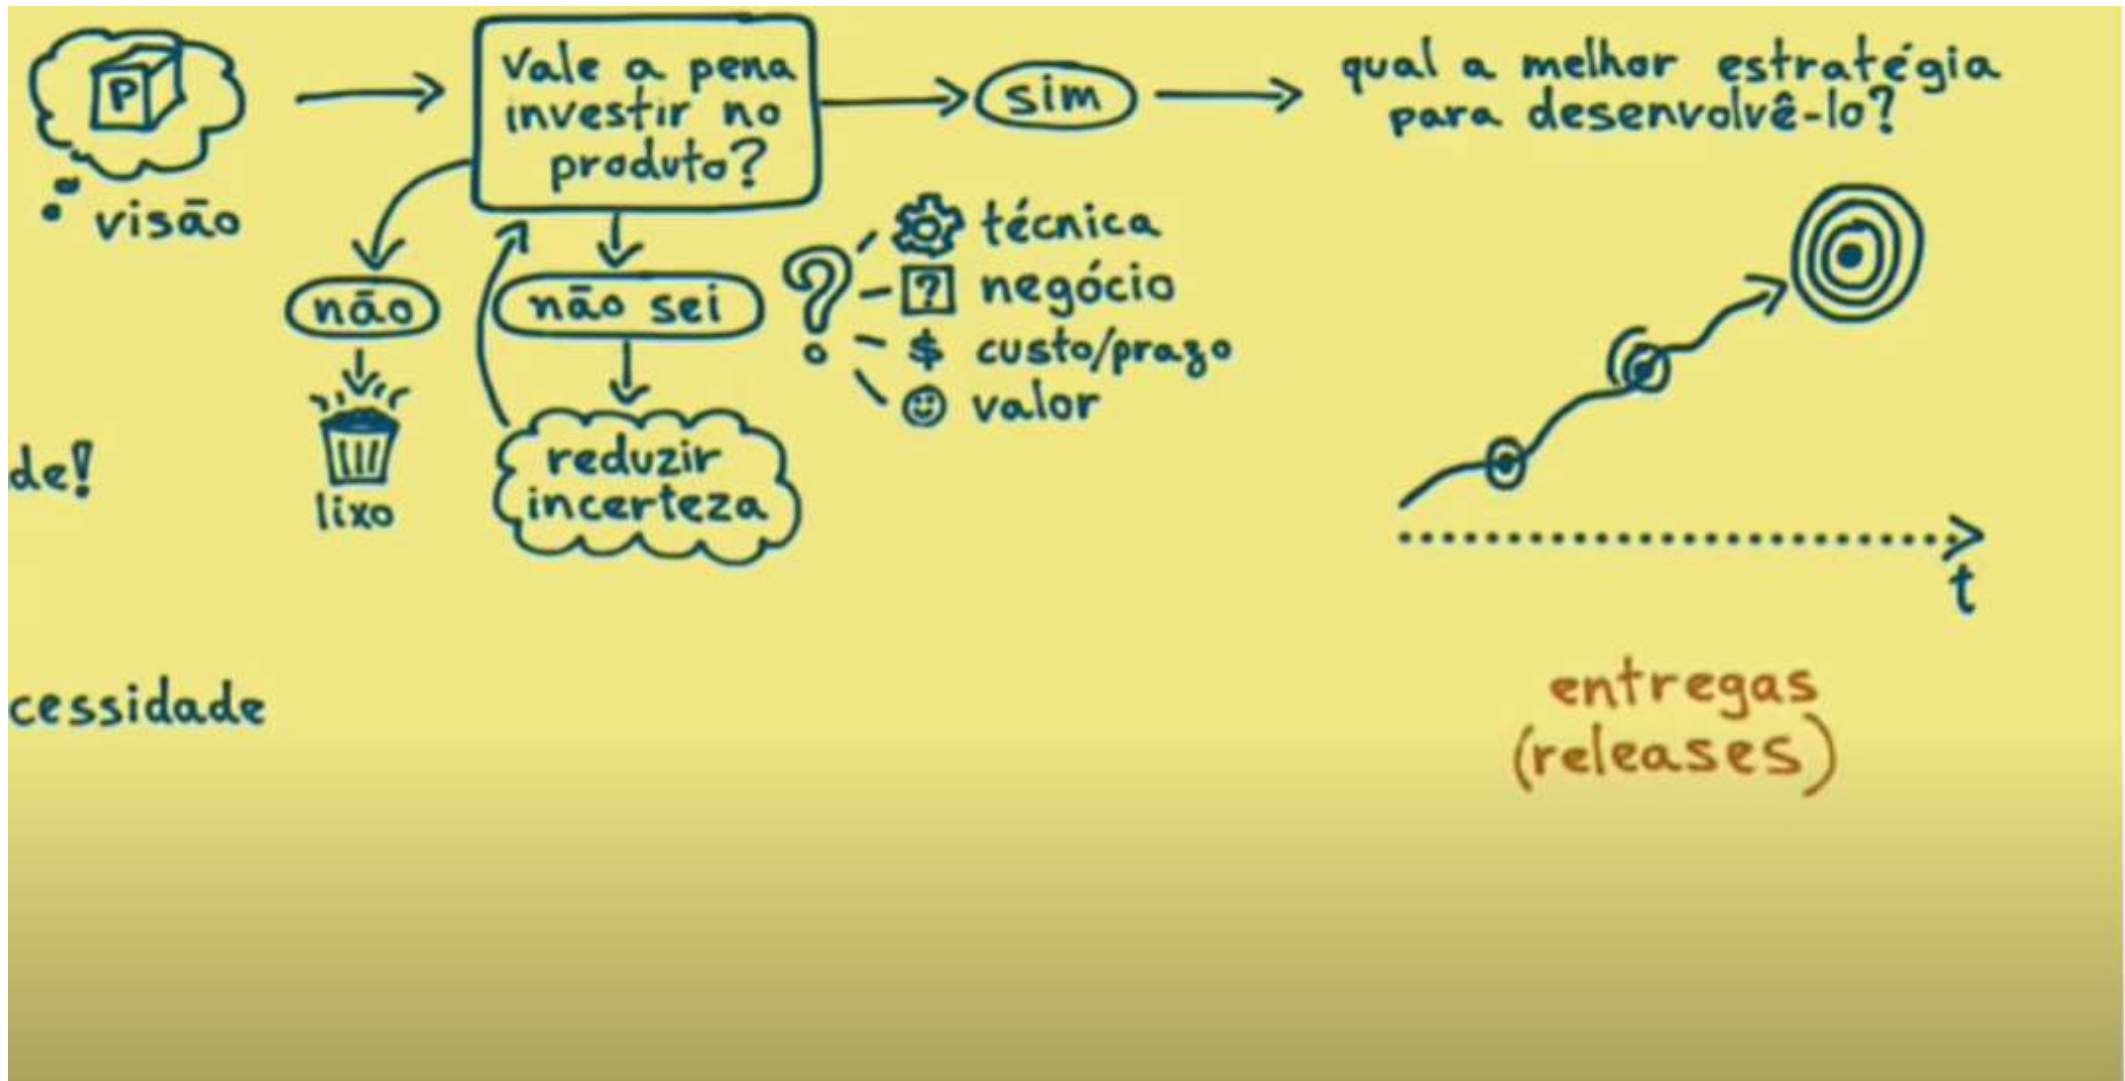 P
visão
vale a pena
investir no
produto?
sim
qual a melhor estratégia
para desenvolvê-lo?
não
lixo
não sei
reduzir
incerteza
?
técnica
? negócio
$ custo/prazo
valor
t
de!
cessidade
entregas
(releases)